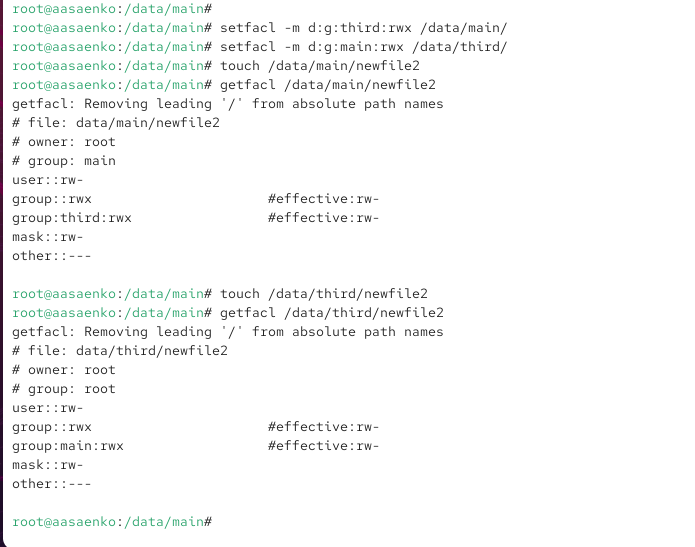 root@aasaenko:/data/main#
root@aasaenko:/data/main# setfacl -m d:g:third:rwx /data/main/
root@aasaenko:/data/main# setfacl -m d:g:main:rwx /data/third/
root@aasaenko:/data/main# touch /data/main/newfile2
root@aasaenko:/data/main# getfacl /data/main/newfile2
getfacl: Removing leading '/' from absolute path names
# file: data/main/newfile2
# owner: root
# group: main
user::rw-
group::rwx                      #effective:rw-
group:third:rwx                 #effective:rw-
mask::rw-
other::---

root@aasaenko:/data/main# touch /data/third/newfile2
root@aasaenko:/data/main# getfacl /data/third/newfile2
getfacl: Removing leading '/' from absolute path names
# file: data/third/newfile2
# owner: root
# group: root
user::rw-
group::rwx                      #effective:rw-
group:main:rwx                  #effective:rw-
mask::rw-
other::---

root@aasaenko:/data/main#